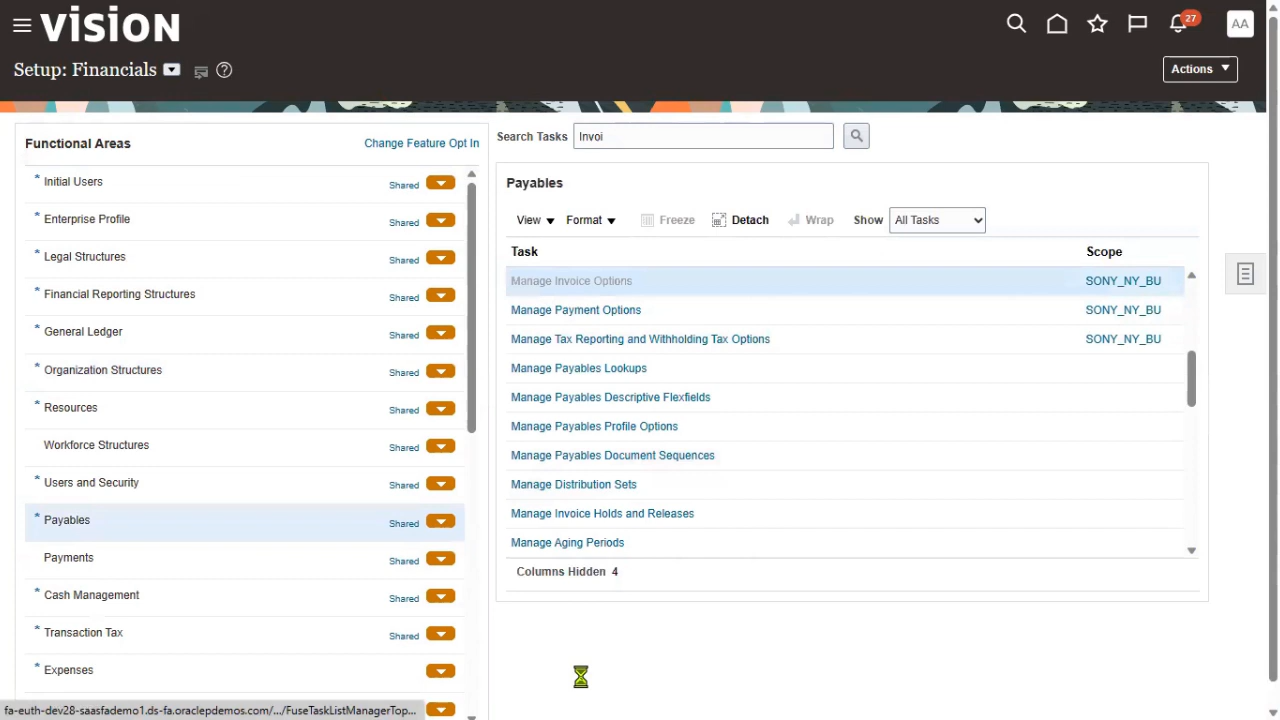 vision
27
AA
Setup: Financials
Actions
Functional Areas
Change Feature Opt In
* Initial Users Shared
* Enterprise Profile Shared
* Legal Structures Shared
* Financial Reporting Structures Shared
* General Ledger Shared
* Organization Structures Shared
* Resources Shared
Workforce Structures Shared
* Users and Security Shared
* Payables Shared
Payments Shared
* Cash Management Shared
* Transaction Tax Shared
* Expenses
fa-euth-dev28-saasfademo1.ds-fa.oraclepdemos.com/.../FuseTaskListManagerTop...
Search Tasks Invoi
Payables
View Format Freeze Detach Wrap Show All Tasks
Task Scope
Manage Invoice Options SONY_NY_BU
Manage Payment Options SONY_NY_BU
Manage Tax Reporting and Withholding Tax Options SONY_NY_BU
Manage Payables Lookups
Manage Payables Descriptive Flexfields
Manage Payables Profile Options
Manage Payables Document Sequences
Manage Distribution Sets
Manage Invoice Holds and Releases
Manage Aging Periods
Columns Hidden 4